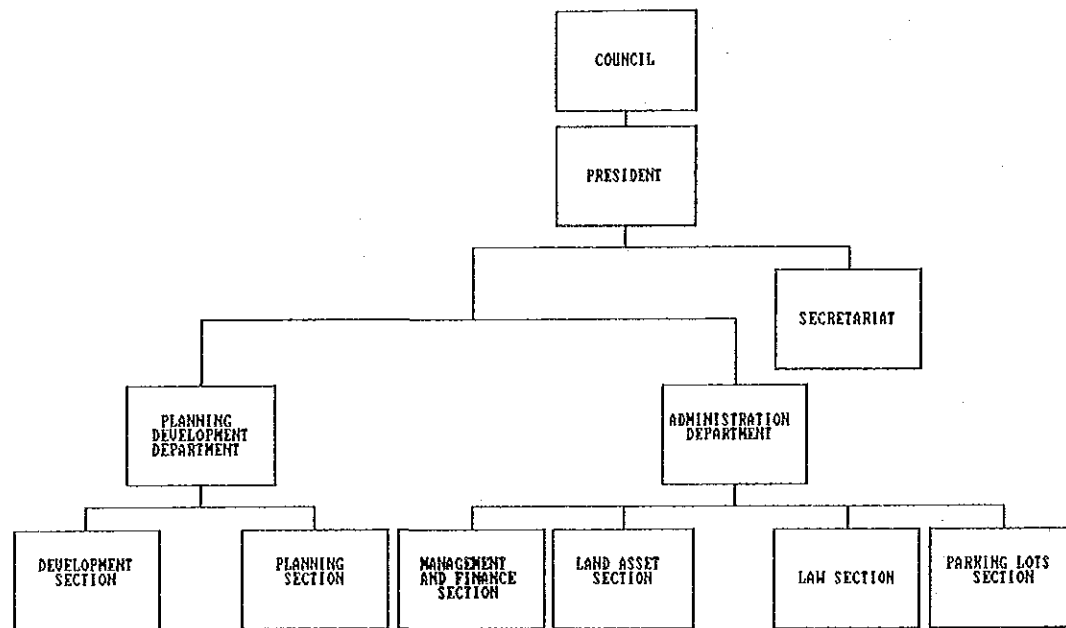 COUNCIL
PRESIDENT
SECRETARIAT
PLANNING
DEVELOPMENT
DEPARTMENT
ADMINISTRATION
DEPARTMENT
DEVELOPMENT
SECTION
PLANNING
SECTION
MANAGEMENT
AND FINANCE
SECTION
LAND ASSET
SECTION
LAW SECTION
PARKING LOTS
SECTION